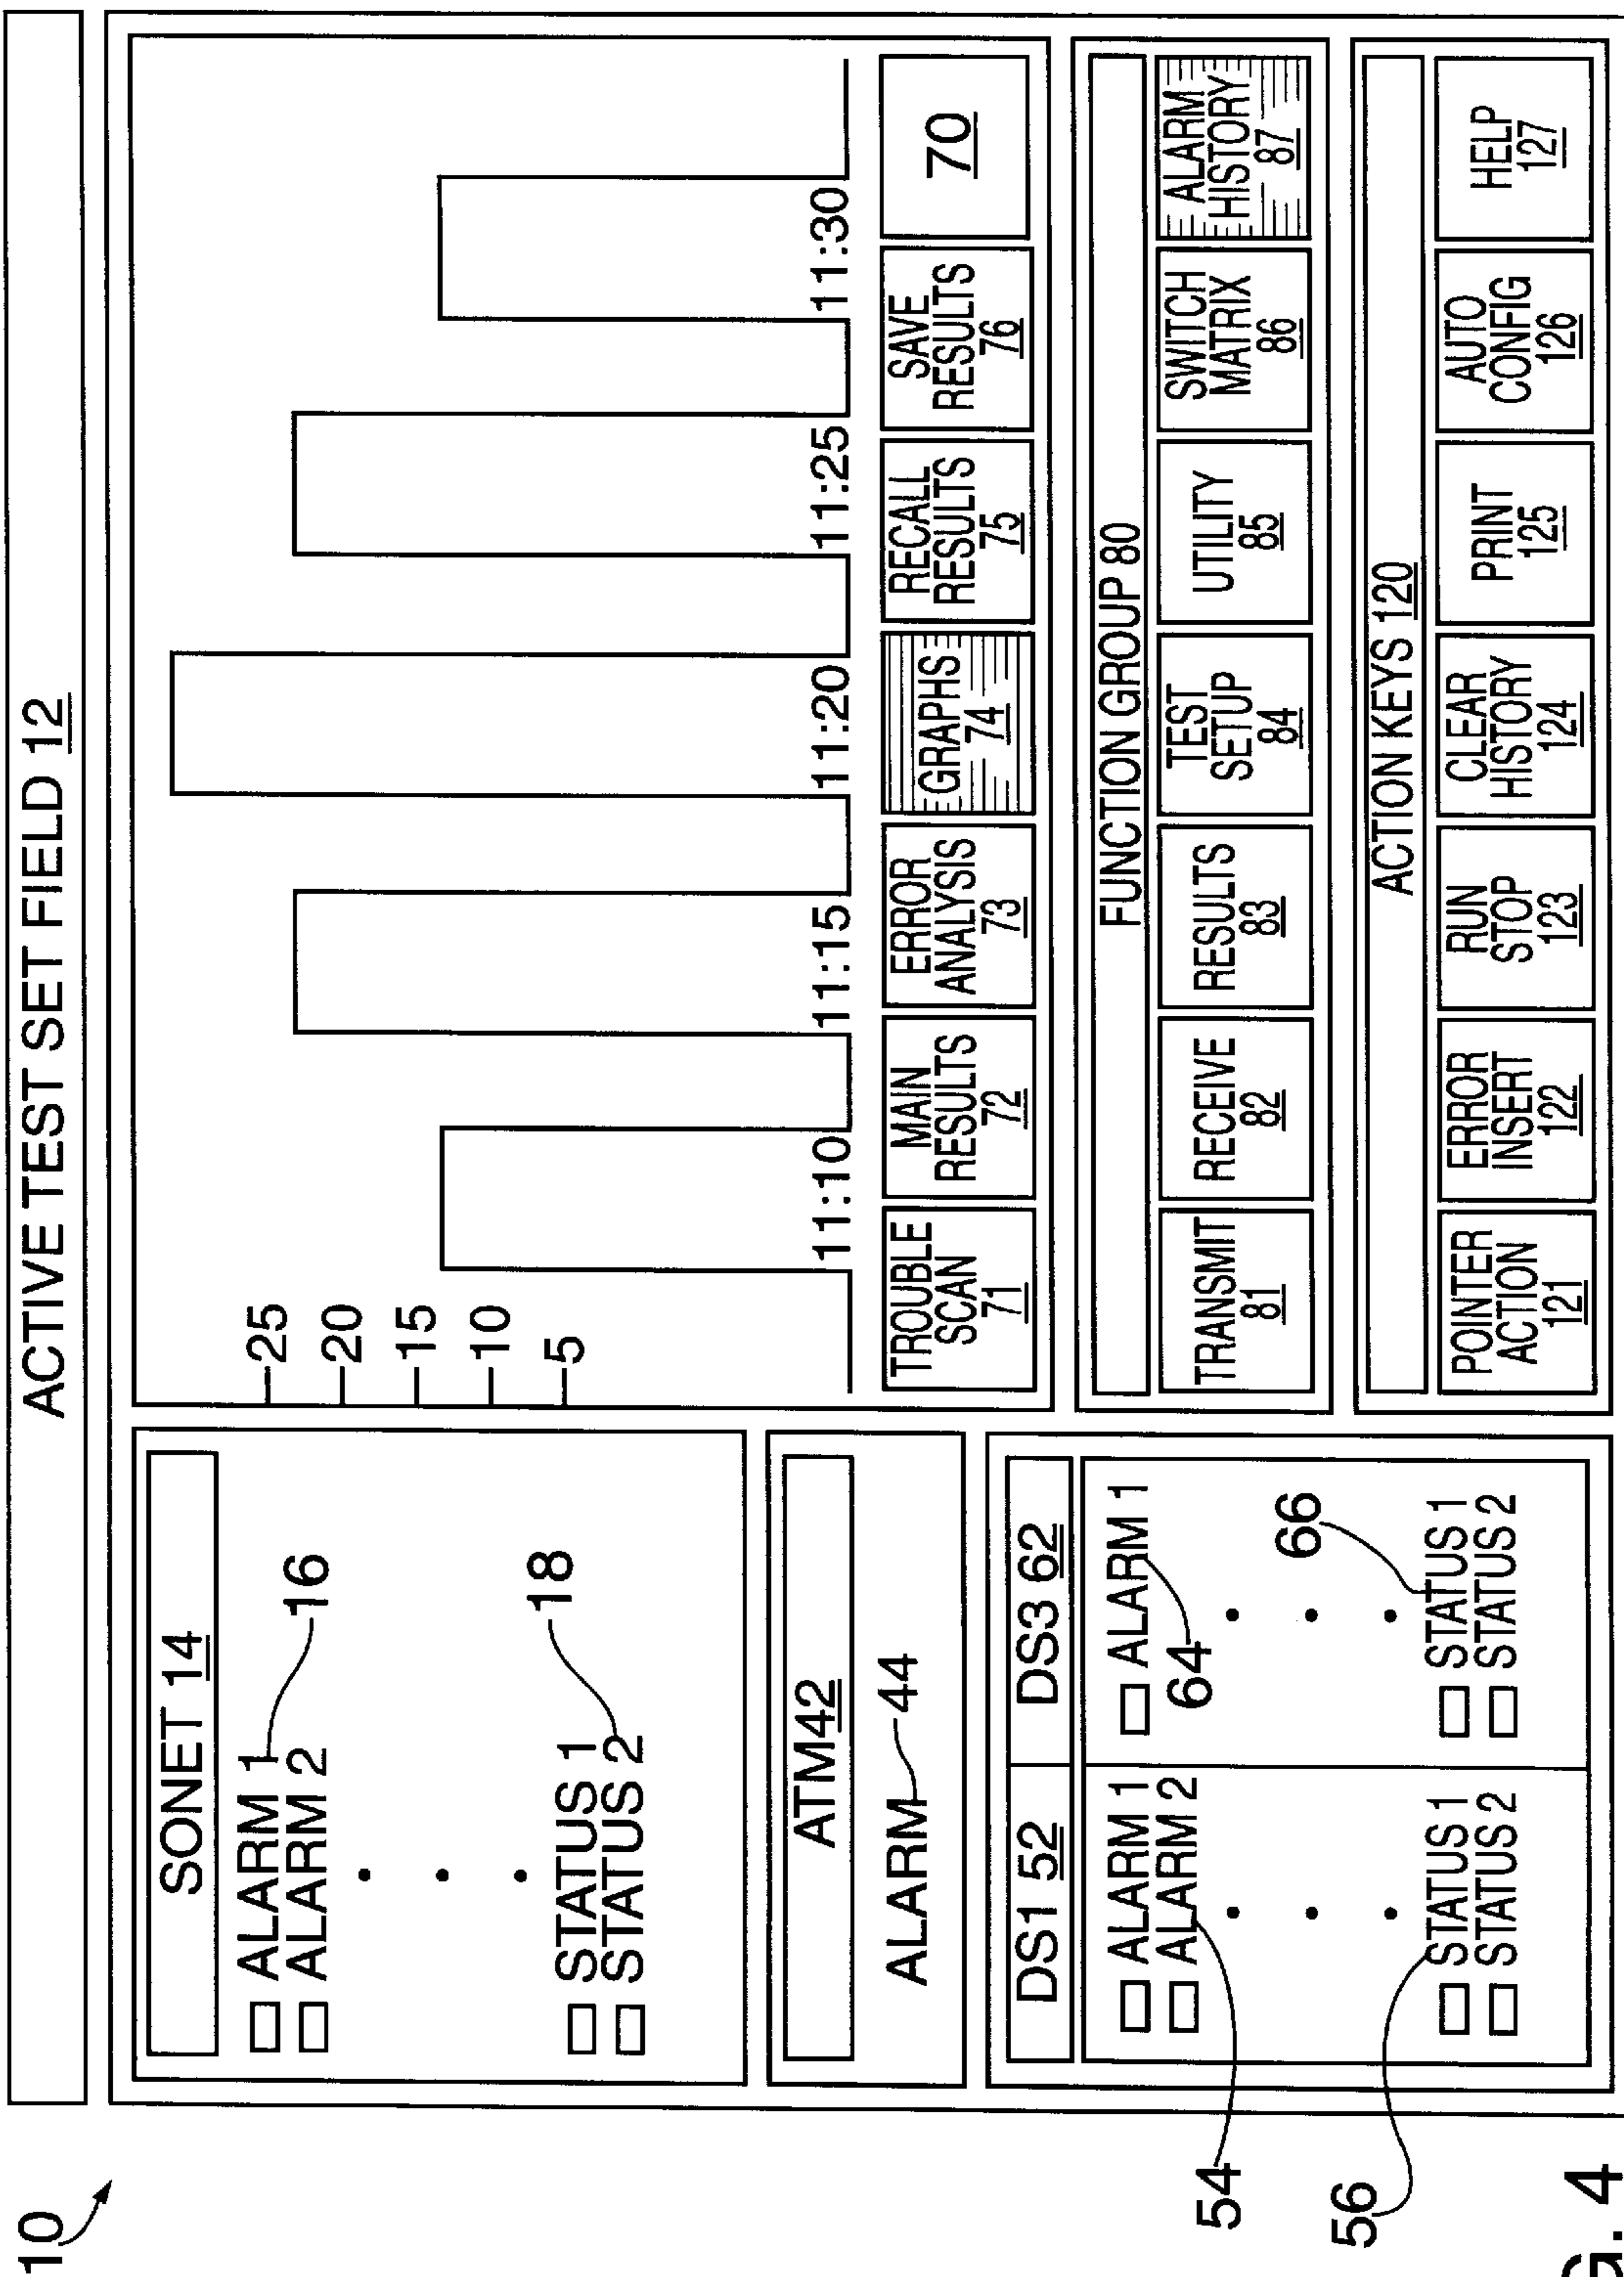 10
ACTIVE TEST SET FIELD 12
SONET 14
ALARM 1
ALARM 2
16
STATUS 1
STATUS 2
18
ATM42
ALARM
44
DS1 52
DS3 62
ALARM 1
ALARM 2
STATUS 1
STATUS 2
54
56
ALARM 1
64
66
STATUS 1
STATUS 2
25
20
15
10
5
11:10
11:15
11:20
11:25
11:30
TROUBLE
SCAN
71
MAIN
RESULTS
72
ERROR
ANALYSIS
73
GRAPHS
74
RECALL
RESULTS
75
SAVE
RESULTS
76
70
FUNCTION GROUP 80
TRANSMIT
81
RECEIVE
82
RESULTS
83
TEST
SETUP
84
UTILITY
85
SWITCH
MATRIX
86
ALARM
HISTORY
87
ACTION KEYS 120
POINTER
ACTION
121
ERROR
INSERT
122
RUN
STOP
123
CLEAR
HISTORY
124
PRINT
125
AUTO
CONFIG
126
HELP
127
G. 4